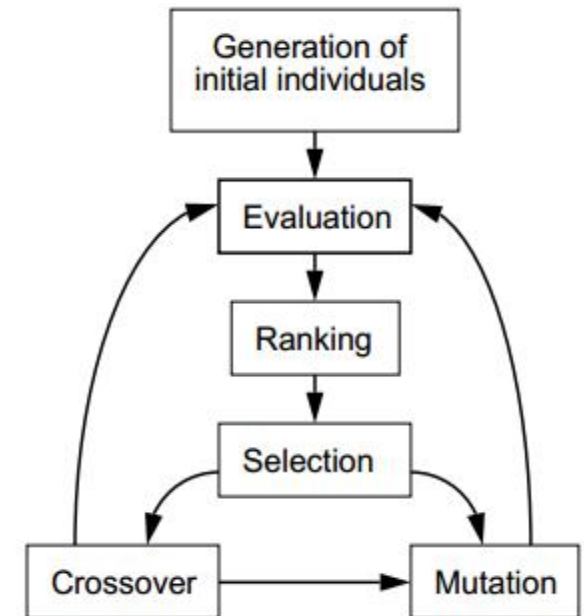 Generation of
initial individuals
Evaluation
Ranking
Selection
Crossover
Mutation